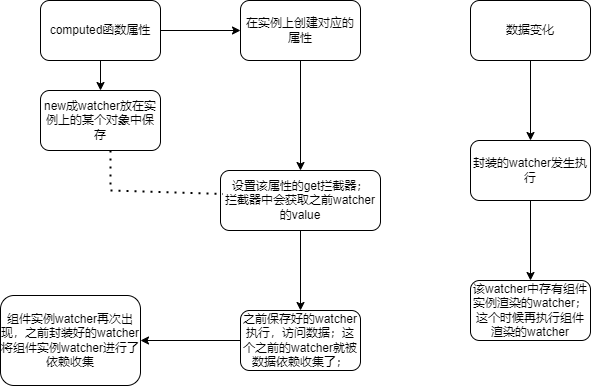 computed函数属性
在实例上创建对应的
属性
数据变化
new成watcher放在实
例上的某个对象中保
存
封装的watcher发生执
行
设置该属性的get拦截器；
拦截器中会获取之前watcher
的value
组件实例watcher再次出
现，之前封装好的watcher
将组件实例watcher进行了
依赖收集
之前保存好的watcher
执行，访问数据；这
个之前的watcher就被
数据依赖收集了；
该watcher中存有组件
实例渲染的watcher；
这个时候再执行组件
渲染的watcher